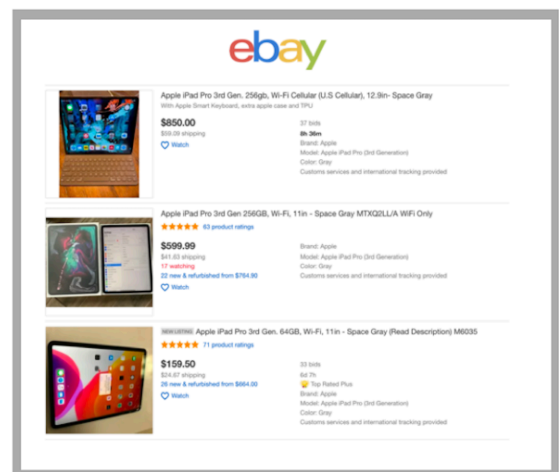 ebay
Apple iPad Pro 3rd Gen. 256gb, Wi-Fi Cellular (U.S Cellular), 12.9in- Space Gray
With Apple Smart Keyboard, extra apple case and TPU
$850.00
37 bids
$59.09 shipping
8h 36m
Watch
Brand: Apple
Model: Apple iPad Pro (3rd Generation)
Color: Gray
Customs services and international tracking provided
Apple iPad Pro 3rd Gen 256GB, Wi-Fi, 11in - Space Gray MTXQ2LL/A WiFi Only
63 product ratings
$599.99
Brand: Apple
$41.63 shipping
Model: Apple iPad Pro (3rd Generation)
17 watching
Color: Gray
22 new & refurbished from $764.90
Customs services and international tracking provided
Watch
NEW LISTING Apple iPad Pro 3rd Gen. 64GB, Wi-Fi, 11in - Space Gray (Read Description) M6035
71 product ratings
$159.50
33 bids
$24.67 shipping
6d 7h
26 new & refurbished from $664.00
Top Rated Plus
Watch
Brand: Apple
Model: Apple iPad Pro (3rd Generation)
Color: Gray
Customs services and international tracking provided